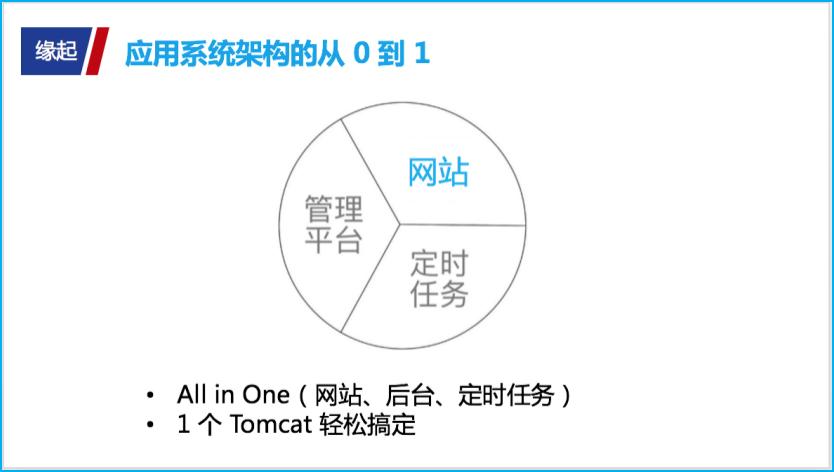 缘起
应用系统架构的从 0 到 1
网站
管理
平台
定时
任务
• All in One（网站、后台、定时任务）
• 1 个 Tomcat 轻松搞定